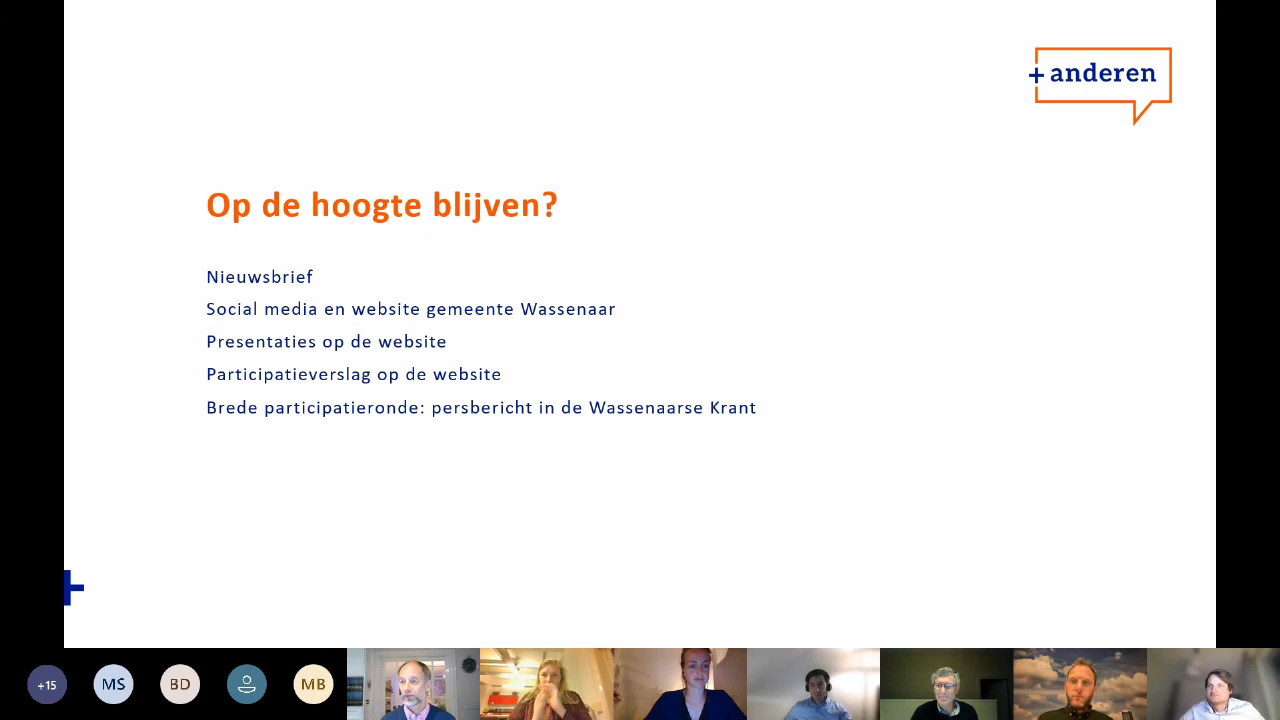 + anderen
Op de hoogte blijven?
Nieuwsbrief
Social media en website gemeente Wassenaar
Presentaties op de website
Participatieverslag op de website
Brede participatieronde: persbericht in de Wassenaarse Krant
+15
MS
BD
MB